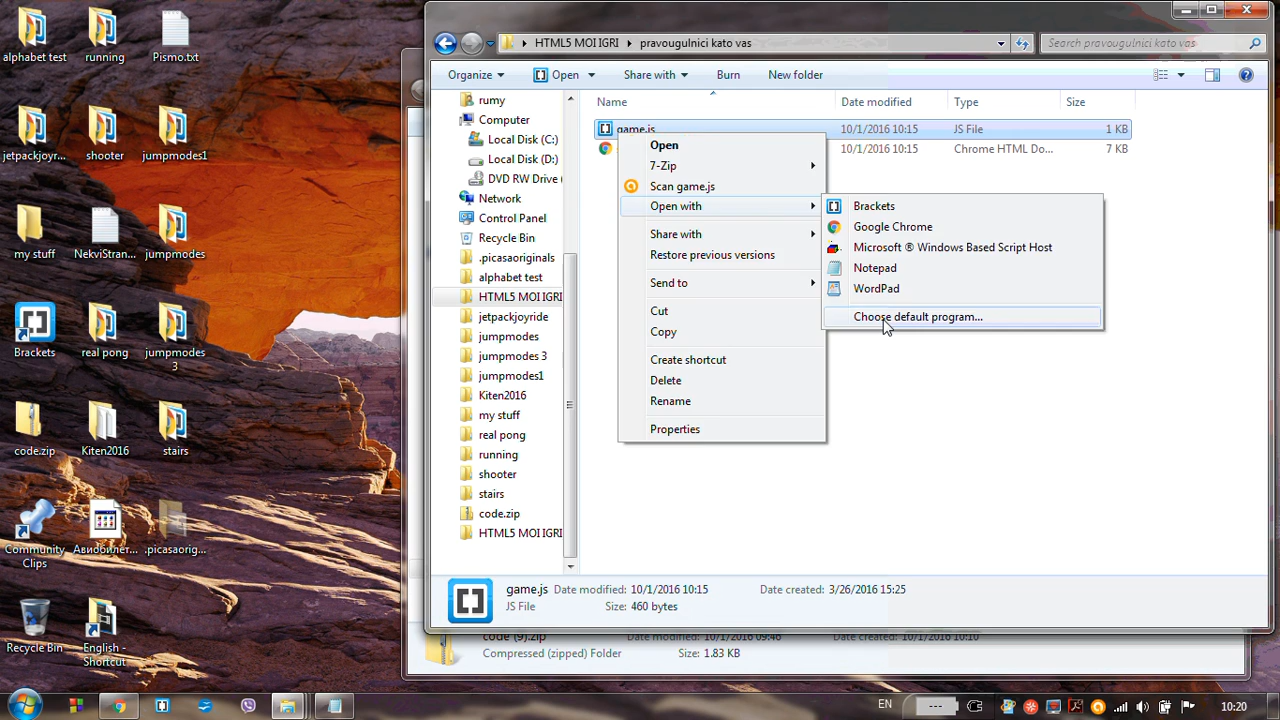 alphabet test
running
Pismo.txt
jetpackjoyr...
shooter
jumpmodes1
my stuff
NekviStran...
jumpmodes
Brackets
real pong
jumpmodes
3
code.zip
Kiten2016
stairs
Community
Clips
Авиобилет...
.picasaorig...
Recycle Bin
English -
Shortcut
HTML5 MOI IGRI
pravougulnici kato vas
Search pravougulnici kato vas
Organize
Open
Share with
Burn
New folder
rumy
Computer
Local Disk (C:)
Local Disk (D:)
DVD RW Drive (
Network
Control Panel
Recycle Bin
.picasaoriginals
alphabet test
HTML5 MOI IGRI
jetpackjoyride
jumpmodes
jumpmodes 3
jumpmodes1
Kiten2016
my stuff
real pong
running
shooter
stairs
code.zip
HTML5 MOI IGRI
Name
Date modified
Type
Size
game.js
10/1/2016 10:15
JS File
1 KB
10/1/2016 10:15
Chrome HTML Do...
7 KB
Open
7-Zip
Scan game.js
Open with
Share with
Restore previous versions
Send to
Cut
Copy
Create shortcut
Delete
Rename
Properties
Brackets
Google Chrome
Microsoft ® Windows Based Script Host
Notepad
WordPad
Choose default program...
game.js Date modified: 10/1/2016 10:15 Date created: 3/26/2016 15:25
JS File Size: 460 bytes
code (9).zip Date modified: 10/1/2016 09:46 Date created: 10/1/2016 10:10
Compressed (zipped) Folder Size: 1.83 KB
EN
---
10:20